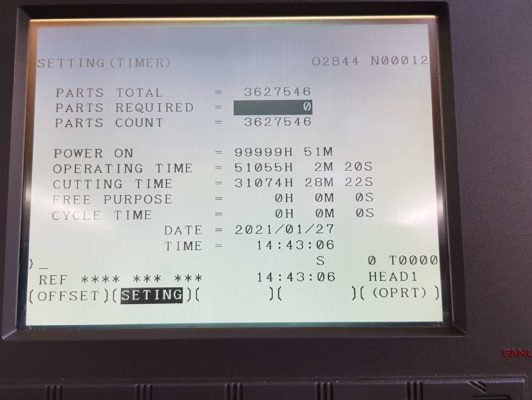 SETTING(TIMER) O2844 N00012
PARTS TOTAL = 3627546
PARTS REQUIRED = 0
PARTS COUNT = 3627546
POWER ON = 99999H 51M
OPERATING TIME = 51055H 2M 20S
CUTTING TIME = 31074H 28M 22S
FREE PURPOSE = 0H 0M 0S
CYCLE TIME = 0H 0M 0S
DATE = 2021/01/27
TIME = 14:43:06
S 0 T0000
)_
REF **** *** *** 14:43:06 HEAD1
(OFFSET)(SETING)( )( )((OPRT) )
FANU